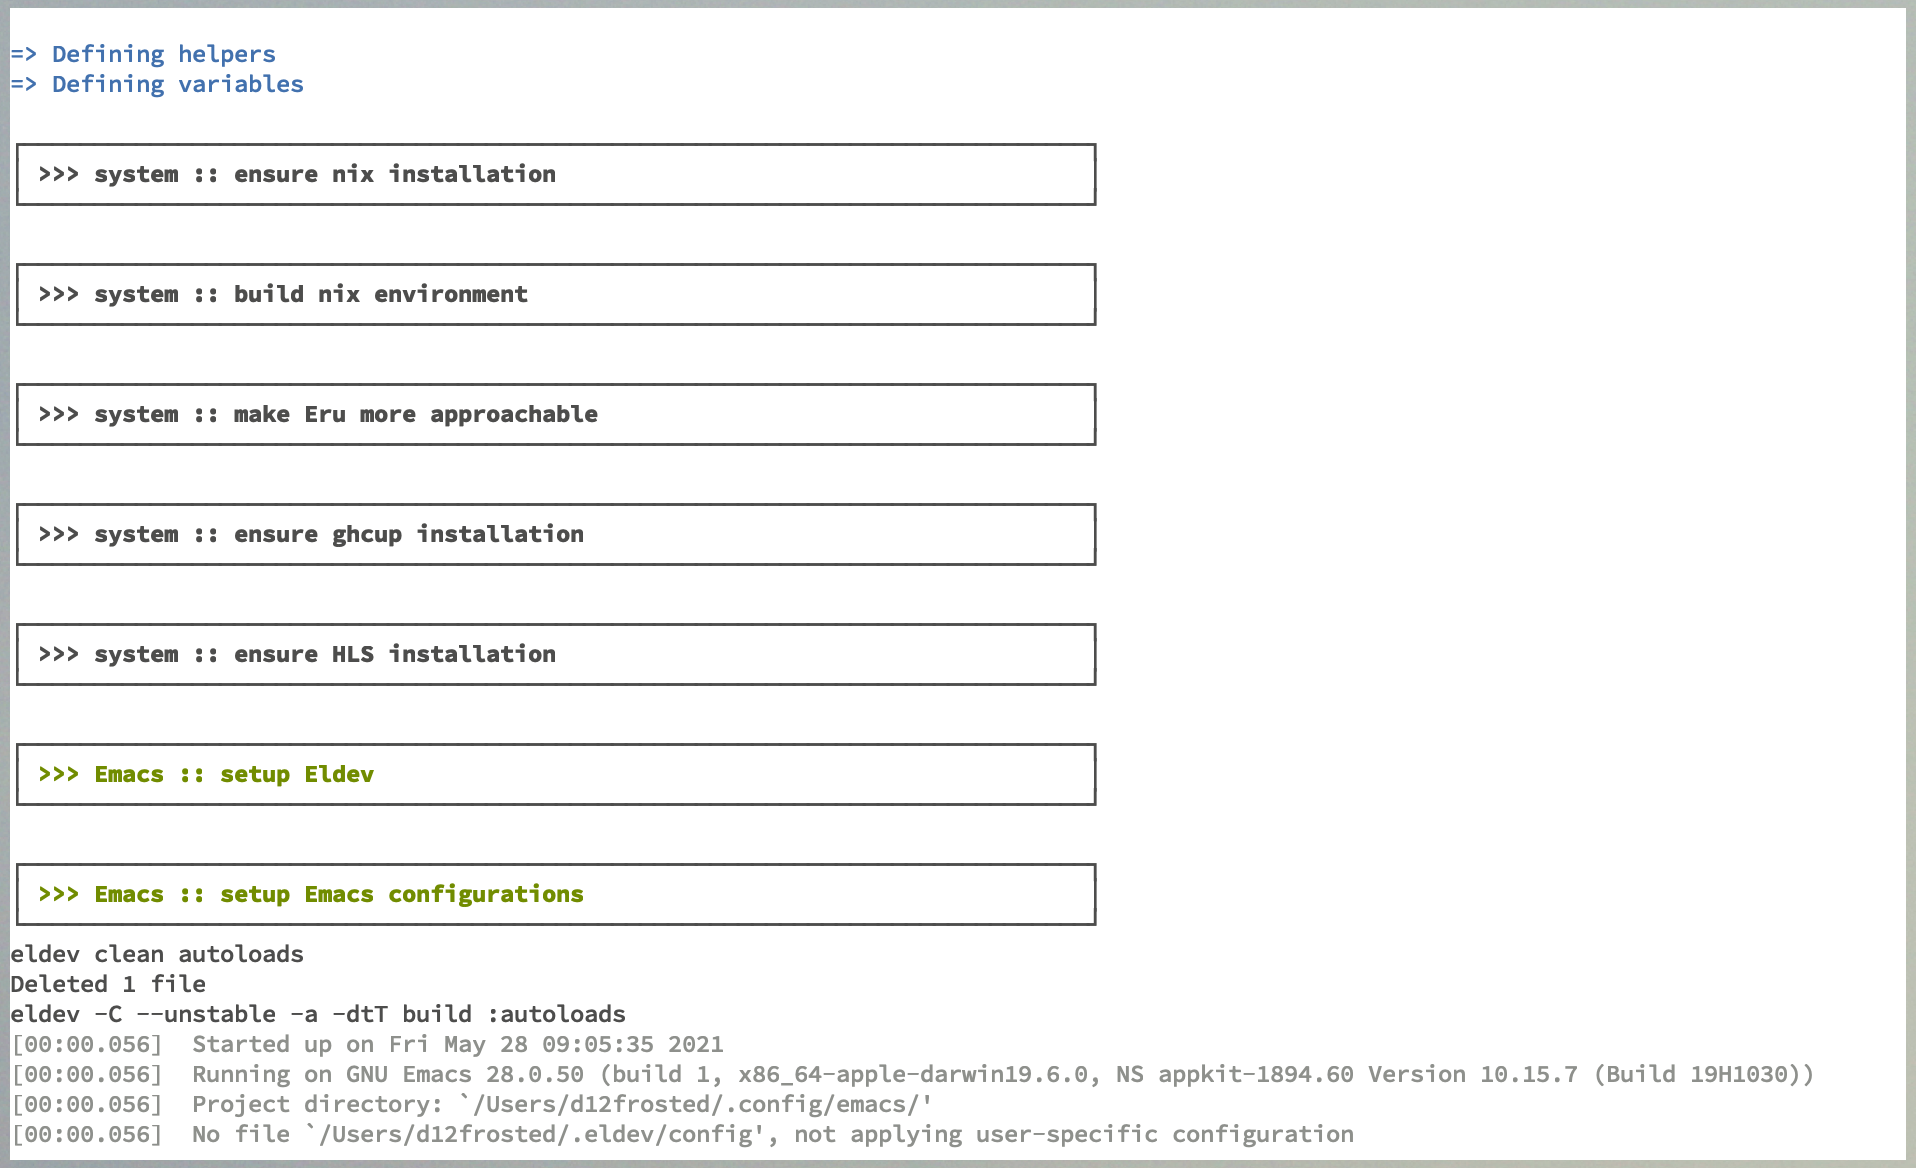 => Defining helpers
=> Defining variables
>>> system :: ensure nix installation
>>> system :: build nix environment
>>> system :: make Eru more approachable
>>> system :: ensure ghcup installation
>>> system :: ensure HLS installation
>>> Emacs :: setup Eldev
>>> Emacs :: setup Emacs configurations
eldev clean autoloads
Deleted 1 file
eldev -C --unstable -a -dtT build :autoloads
[00:00.056]  Started up on Fri May 28 09:05:35 2021
[00:00.056]  Running on GNU Emacs 28.0.50 (build 1, x86_64-apple-darwin19.6.0, NS appkit-1894.60 Version 10.15.7 (Build 19H1030))
[00:00.056]  Project directory: `/Users/d12frosted/.config/emacs/'
[00:00.056]  No file `/Users/d12frosted/.eldev/config', not applying user-specific configuration